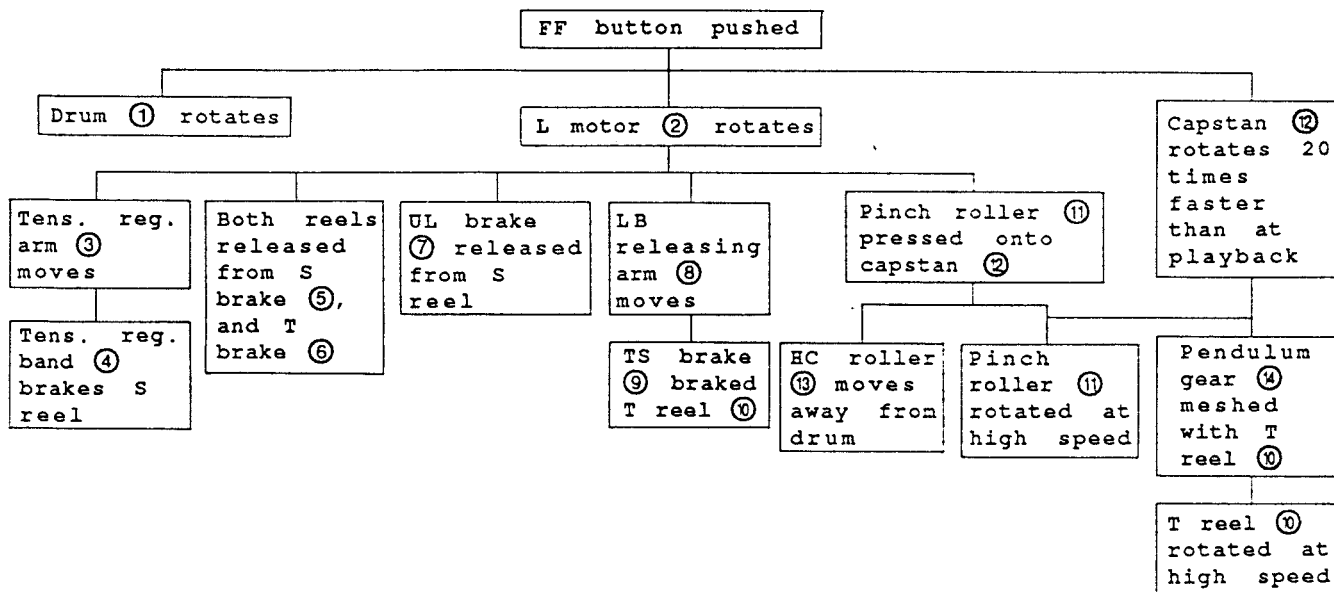 FF button pushed
Drum ① rotates
L motor ② rotates
Capstan ⑫
rotates 20
times
faster
than at
playback
Tens. reg.
arm ③
moves
Both reels
released
from S
brake ⑤,
and T
brake ⑥
UL brake
⑦ released
from S
reel
LB
releasing
arm ⑧
moves
Pinch roller ⑪
pressed onto
capstan ⑫
Tens. reg.
band ④
brakes S
reel
TS brake
⑨ braked
T reel ⑩
HC roller
⑬ moves
away from
drum
Pinch
roller ⑪
rotated at
high speed
Pendulum
gear ⑭
meshed
with T
reel ⑩
T reel ⑩
rotated at
high speed